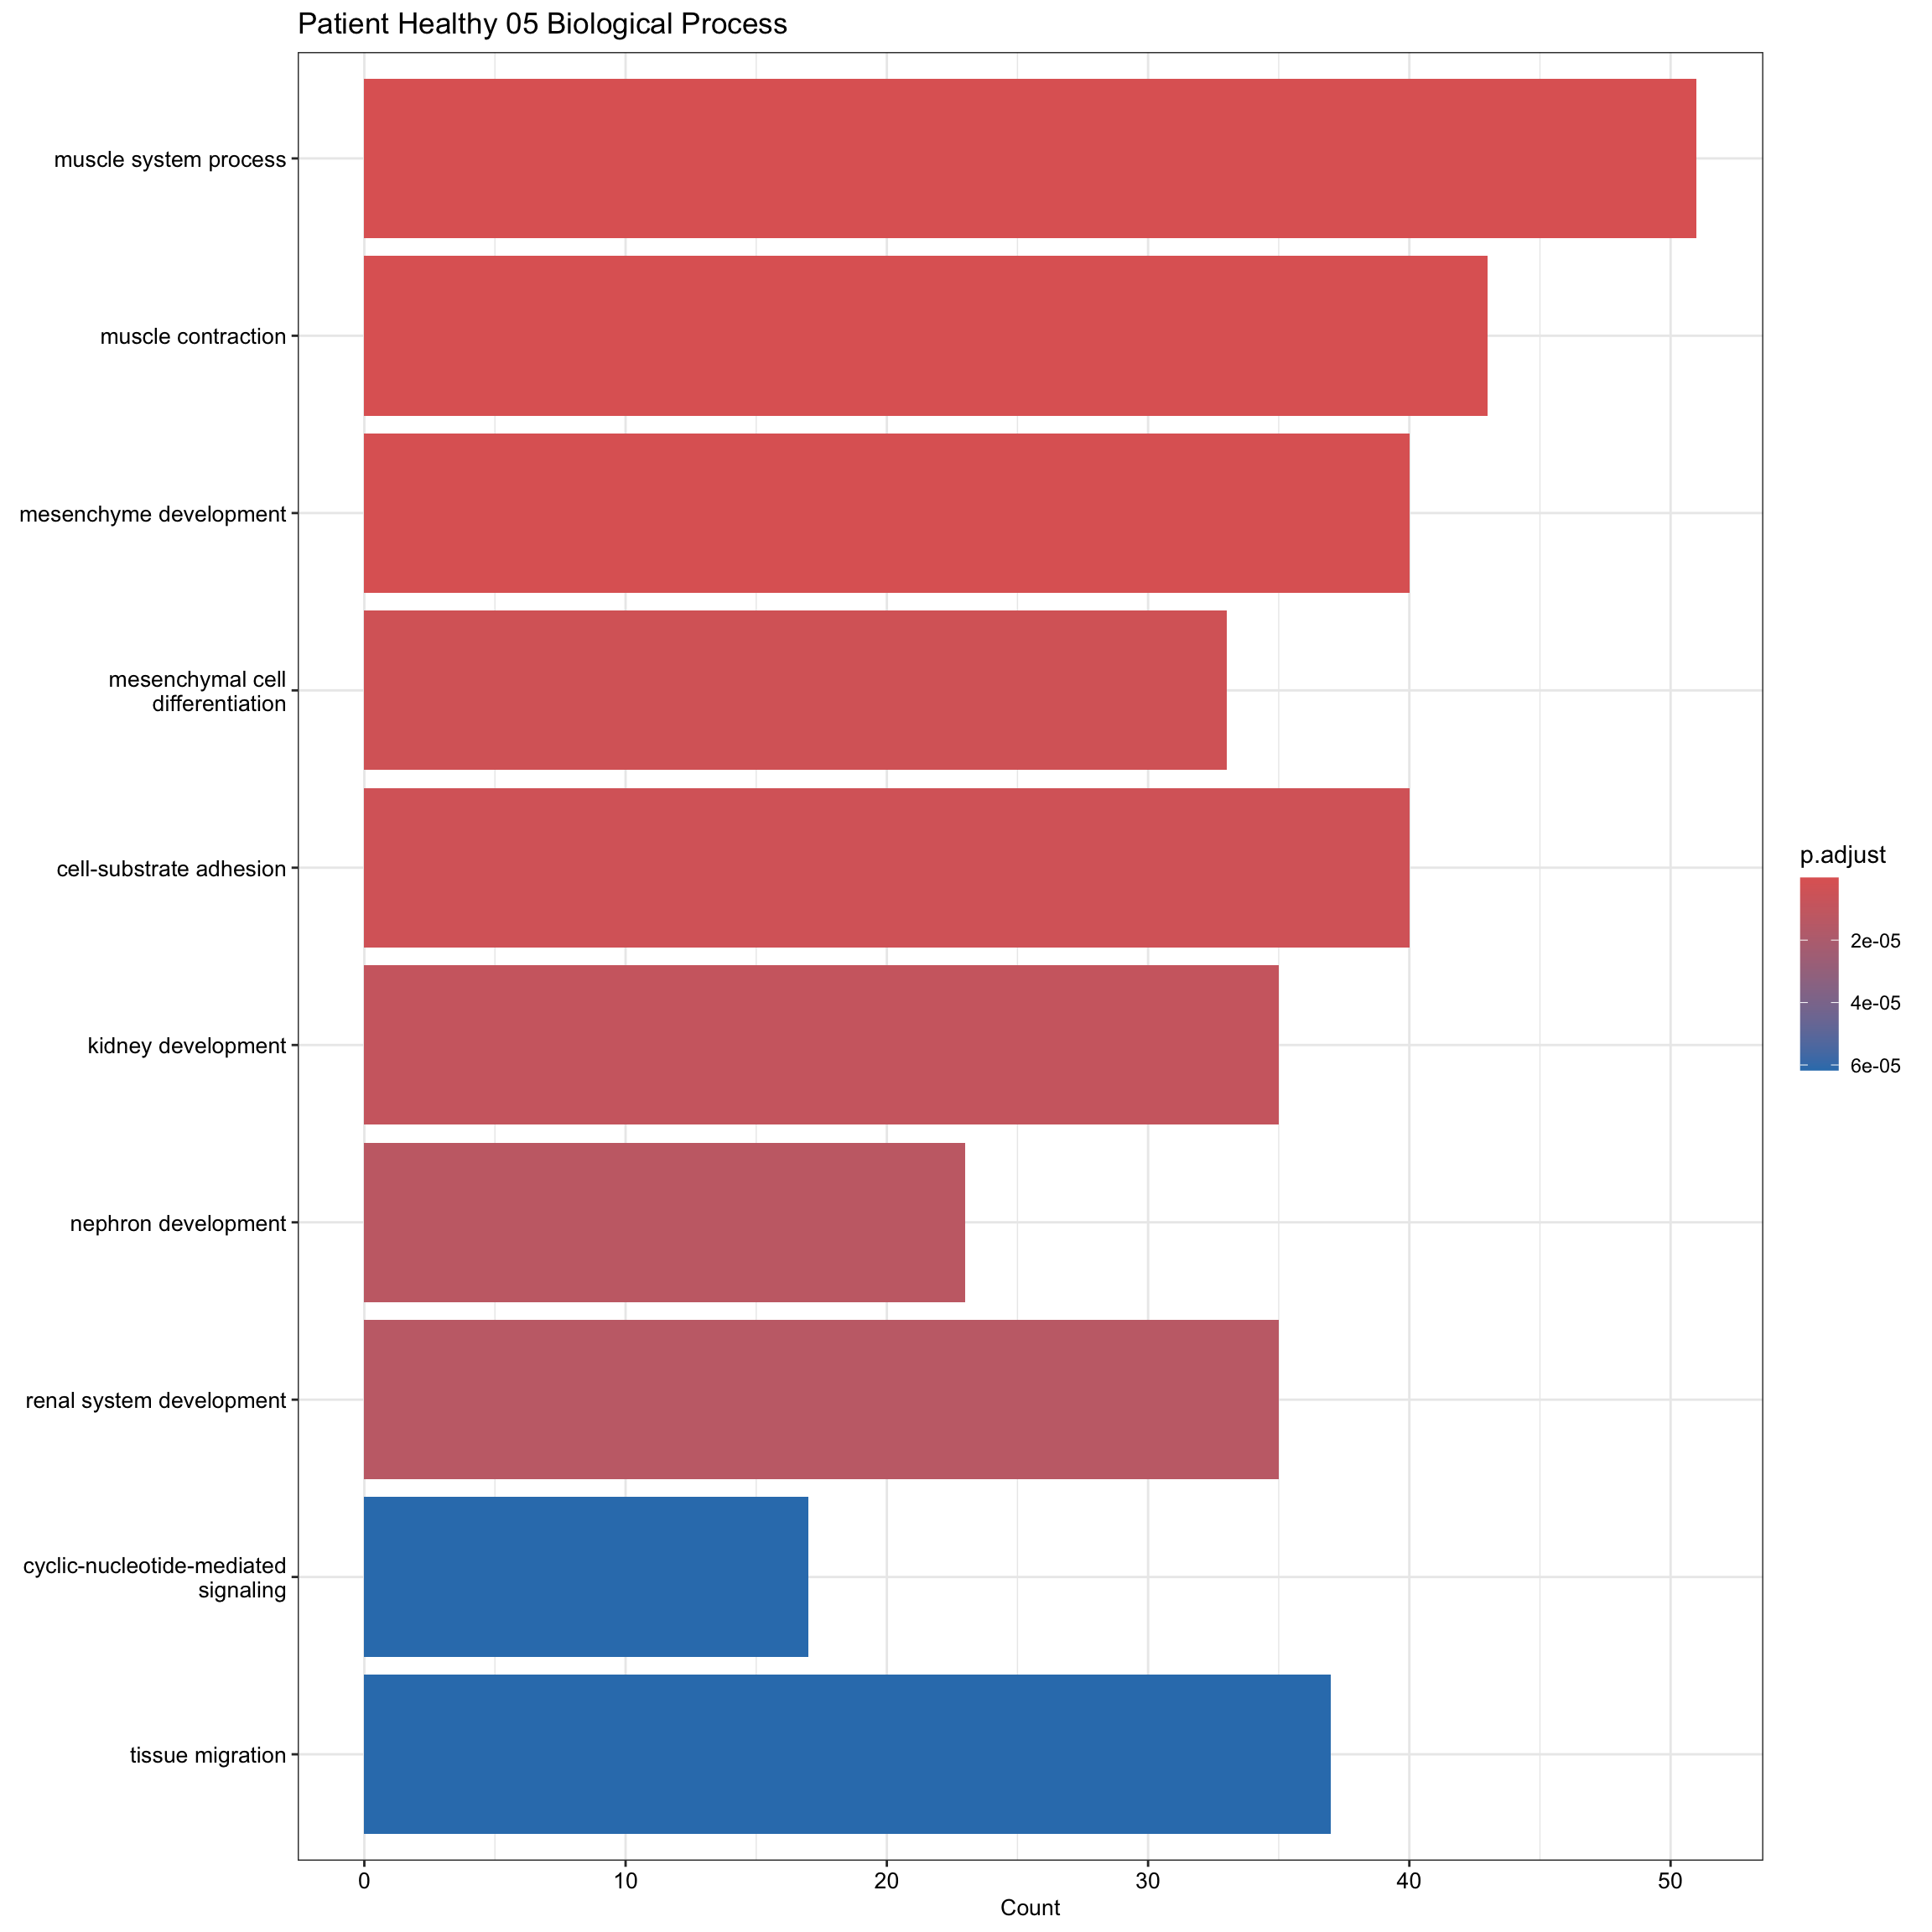 Patient Healthy 05 Biological Process
muscle system process
muscle contraction
mesenchyme development
mesenchymal cell
differentiation
cell-substrate adhesion
kidney development
nephron development
renal system development
cyclic-nucleotide-mediated
signaling
tissue migration
0 10 20 30 40 50
Count
p.adjust
2e-05
4e-05
6e-05